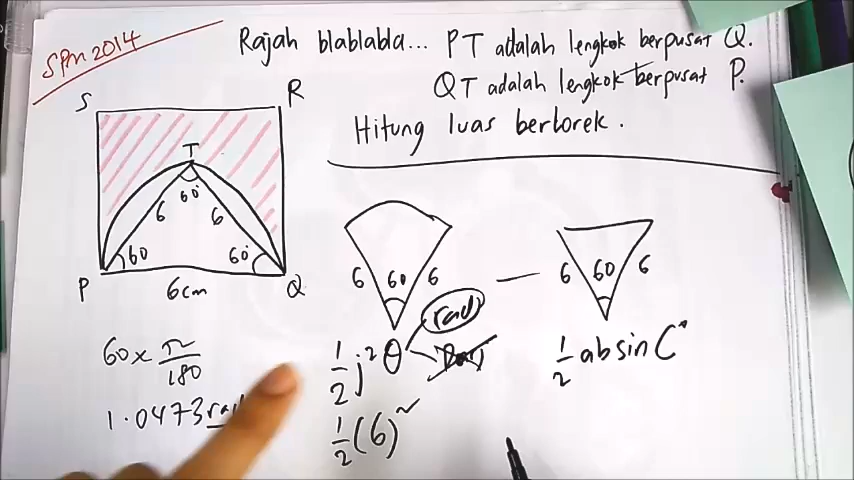 SPM 2014
Rajah blablabla... PT adalah lengkok berpusat Q.
QT adalah lengkok berpusat P.
Hitung luas berlorek.
S R
T
60°
6 6
60 60°
P 6cm Q
6 60 6 — 6 60 6
rad
1/2 j² θ
1/2 ab sin C°
60 × π/180
1.0473 rad
1/2 (6)²